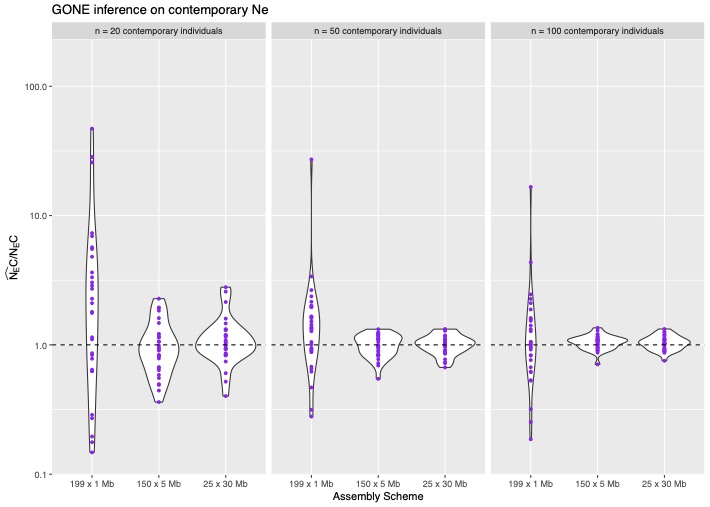 GONE inference on contemporary Ne
n = 20 contemporary individuals
n = 50 contemporary individuals
n = 100 contemporary individuals
100.0
10.0
1.0
0.1
N̂ᴇC/NᴇC
199 x 1 Mb 150 x 5 Mb 25 x 30 Mb
199 x 1 Mb 150 x 5 Mb 25 x 30 Mb
199 x 1 Mb 150 x 5 Mb 25 x 30 Mb
Assembly Scheme